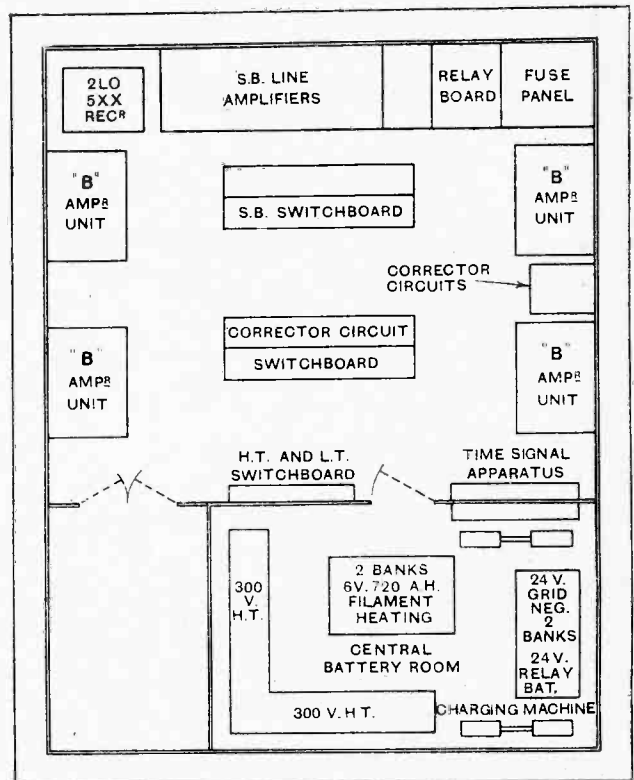 2LO
5XX
RECR
S.B. LINE
AMPLIFIERS
RELAY
BOARD
FUSE
PANEL
"B"
AMPR
UNIT
S.B. SWITCHBOARD
"B"
AMPR
UNIT
CORRECTOR
CIRCUITS
"B"
AMPR
UNIT
CORRECTOR CIRCUIT
SWITCHBOARD
"B"
AMPR
UNIT
H.T. AND L.T.
SWITCHBOARD
TIME SIGNAL
APPARATUS
300
V.
H.T.
2 BANKS
6V. 720 A.H.
FILAMENT
HEATING
CENTRAL
BATTERY ROOM
24 V.
GRID
NEG.
2
BANKS
24 V.
RELAY
BAT.
300 V. H.T.
CHARGING MACHINE